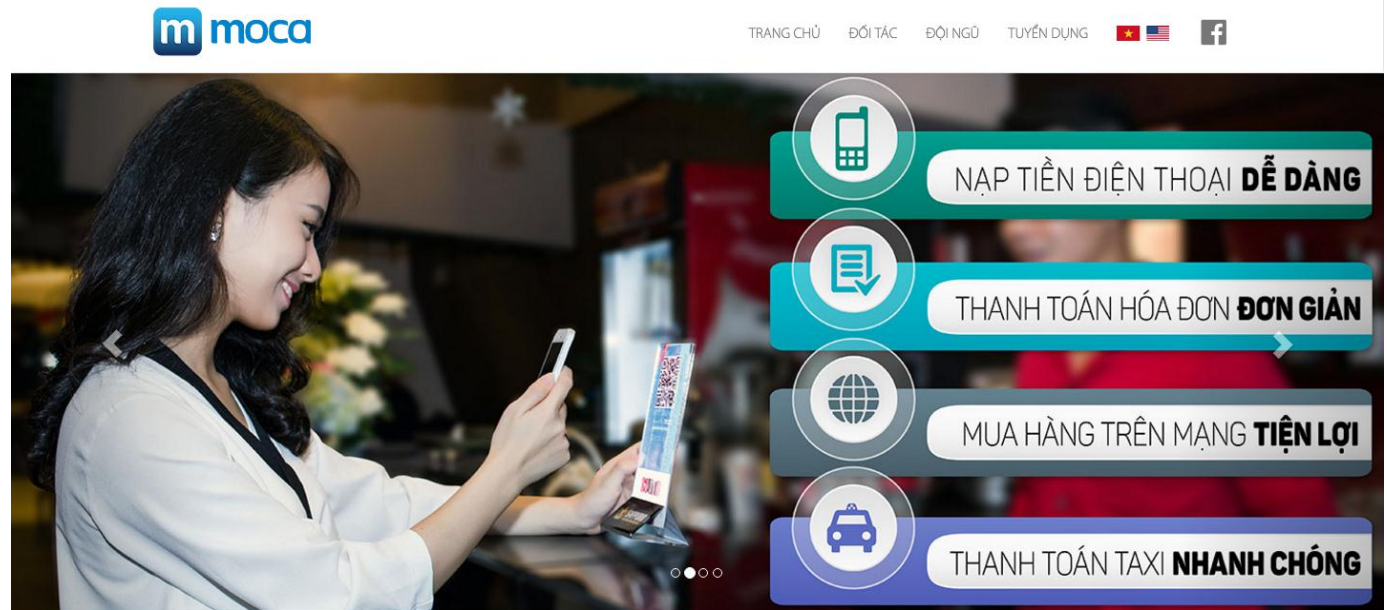 m moca
TRANG CHỦ ĐỐI TÁC ĐỘI NGŨ TUYỂN DỤNG
NẠP TIỀN ĐIỆN THOẠI DỄ DÀNG
THANH TOÁN HÓA ĐƠN ĐƠN GIẢN
MUA HÀNG TRÊN MẠNG TIỆN LỢI
THANH TOÁN TAXI NHANH CHÓNG